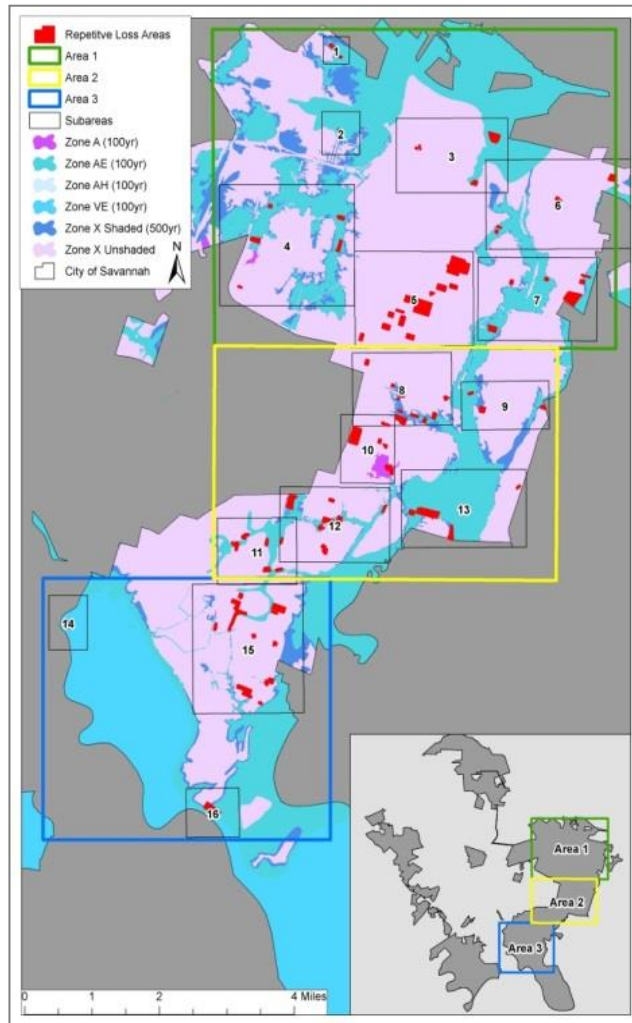 Repetitive Loss Areas
Area 1
Area 2
Area 3
Subareas
Zone A (100yr)
Zone AE (100yr)
Zone AH (100yr)
Zone VE (100yr)
Zone X Shaded (500yr)
Zone X Unshaded
City of Savannah
N
1
2
3
4
5
6
7
8
9
10
11
12
13
14
15
16
Area 1
Area 2
Area 3
0 1 2 4 Miles